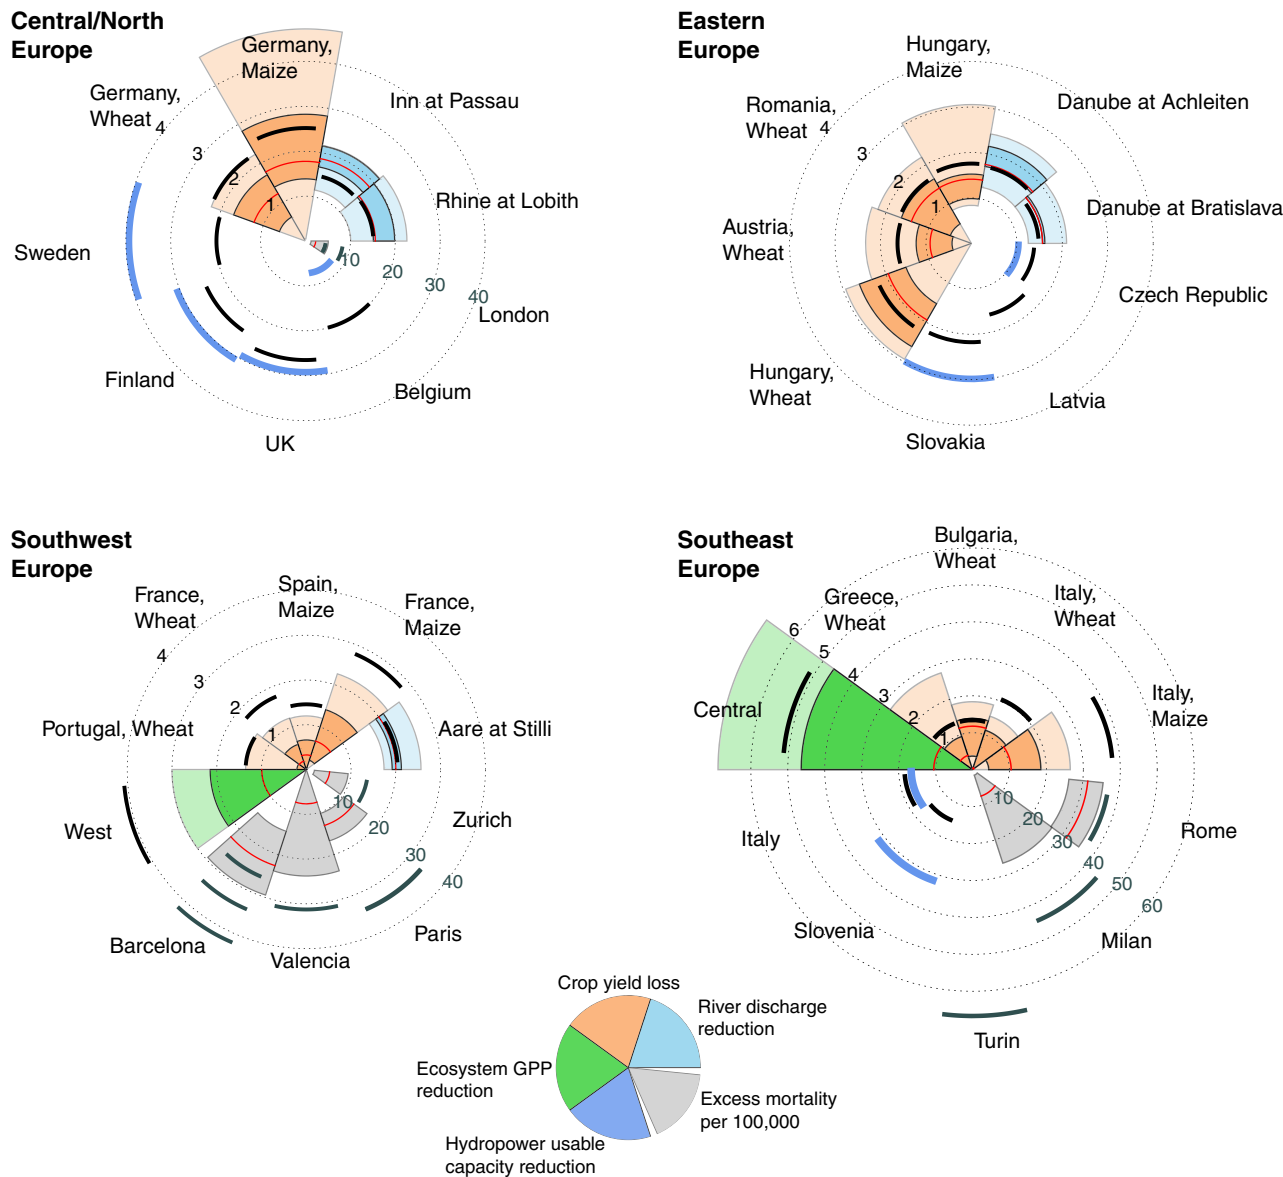 Central/North
Europe
Germany,
Maize
Germany,
Wheat
Inn at Passau
Rhine at Lobith
Sweden
London
Finland
Belgium
UK
4
3
2
1
10
20
30
40
Eastern
Europe
Hungary,
Maize
Romania,
Wheat
Danube at Achleiten
Danube at Bratislava
Austria,
Wheat
Czech Republic
Hungary,
Wheat
Latvia
Slovakia
4
3
2
1
Southwest
Europe
France,
Wheat
Spain,
Maize
France,
Maize
Portugal, Wheat
Aare at Stilli
West
Zurich
Barcelona
Paris
Valencia
4
3
2
1
10
20
30
40
Southeast
Europe
Bulgaria,
Wheat
Greece,
Wheat
Italy,
Wheat
Central
Italy,
Maize
Italy
Rome
Slovenia
Milan
Turin
6
5
4
3
2
1
10
20
30
40
50
60
Crop yield loss
River discharge
reduction
Ecosystem GPP
reduction
Excess mortality
per 100,000
Hydropower usable
capacity reduction